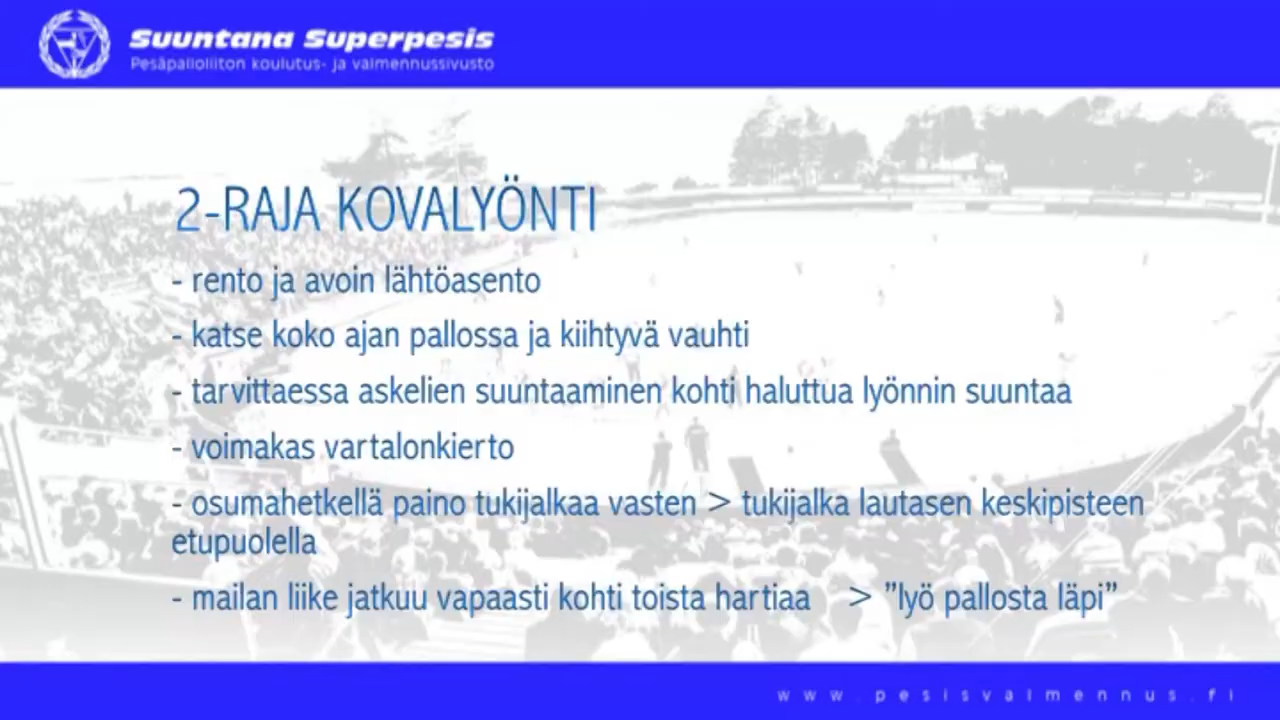 Suuntana Superpesis
Pesäpalloliiton koulutus- ja valmennussivusto
2-RAJA KOVALYÖNTI
- rento ja avoin lähtöasento
- katse koko ajan pallossa ja kiihtyvä vauhti
- tarvittaessa askelien suuntaaminen kohti haluttua lyönnin suuntaa
- voimakas vartalonkierto
- osumahetkellä paino tukijalkaa vasten > tukijalka lautasen keskipisteen
etupuolella
- mailan liike jatkuu vapaasti kohti toista hartiaa > ”lyö pallosta läpi”
www.pesisvalmennus.fi